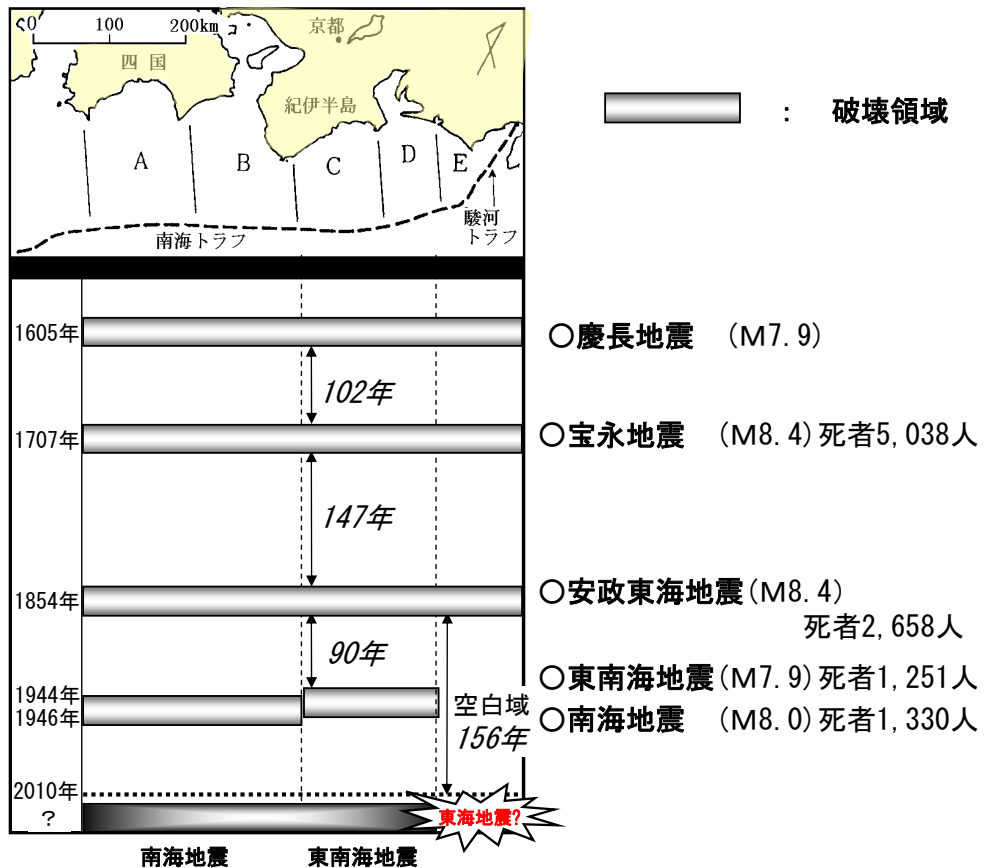 0 100 200km
京都
四国
紀伊半島
A B C D E
南海トラフ
駿河
トラフ
: 破壊領域
1605年
○慶長地震 (M7.9)
102年
1707年
○宝永地震 (M8.4)死者5,038人
147年
1854年
○安政東海地震(M8.4)
死者2,658人
90年
1944年
○東南海地震(M7.9)死者1,251人
1946年
○南海地震 (M8.0)死者1,330人
空白域
156年
2010年
?
東海地震?
南海地震 東南海地震